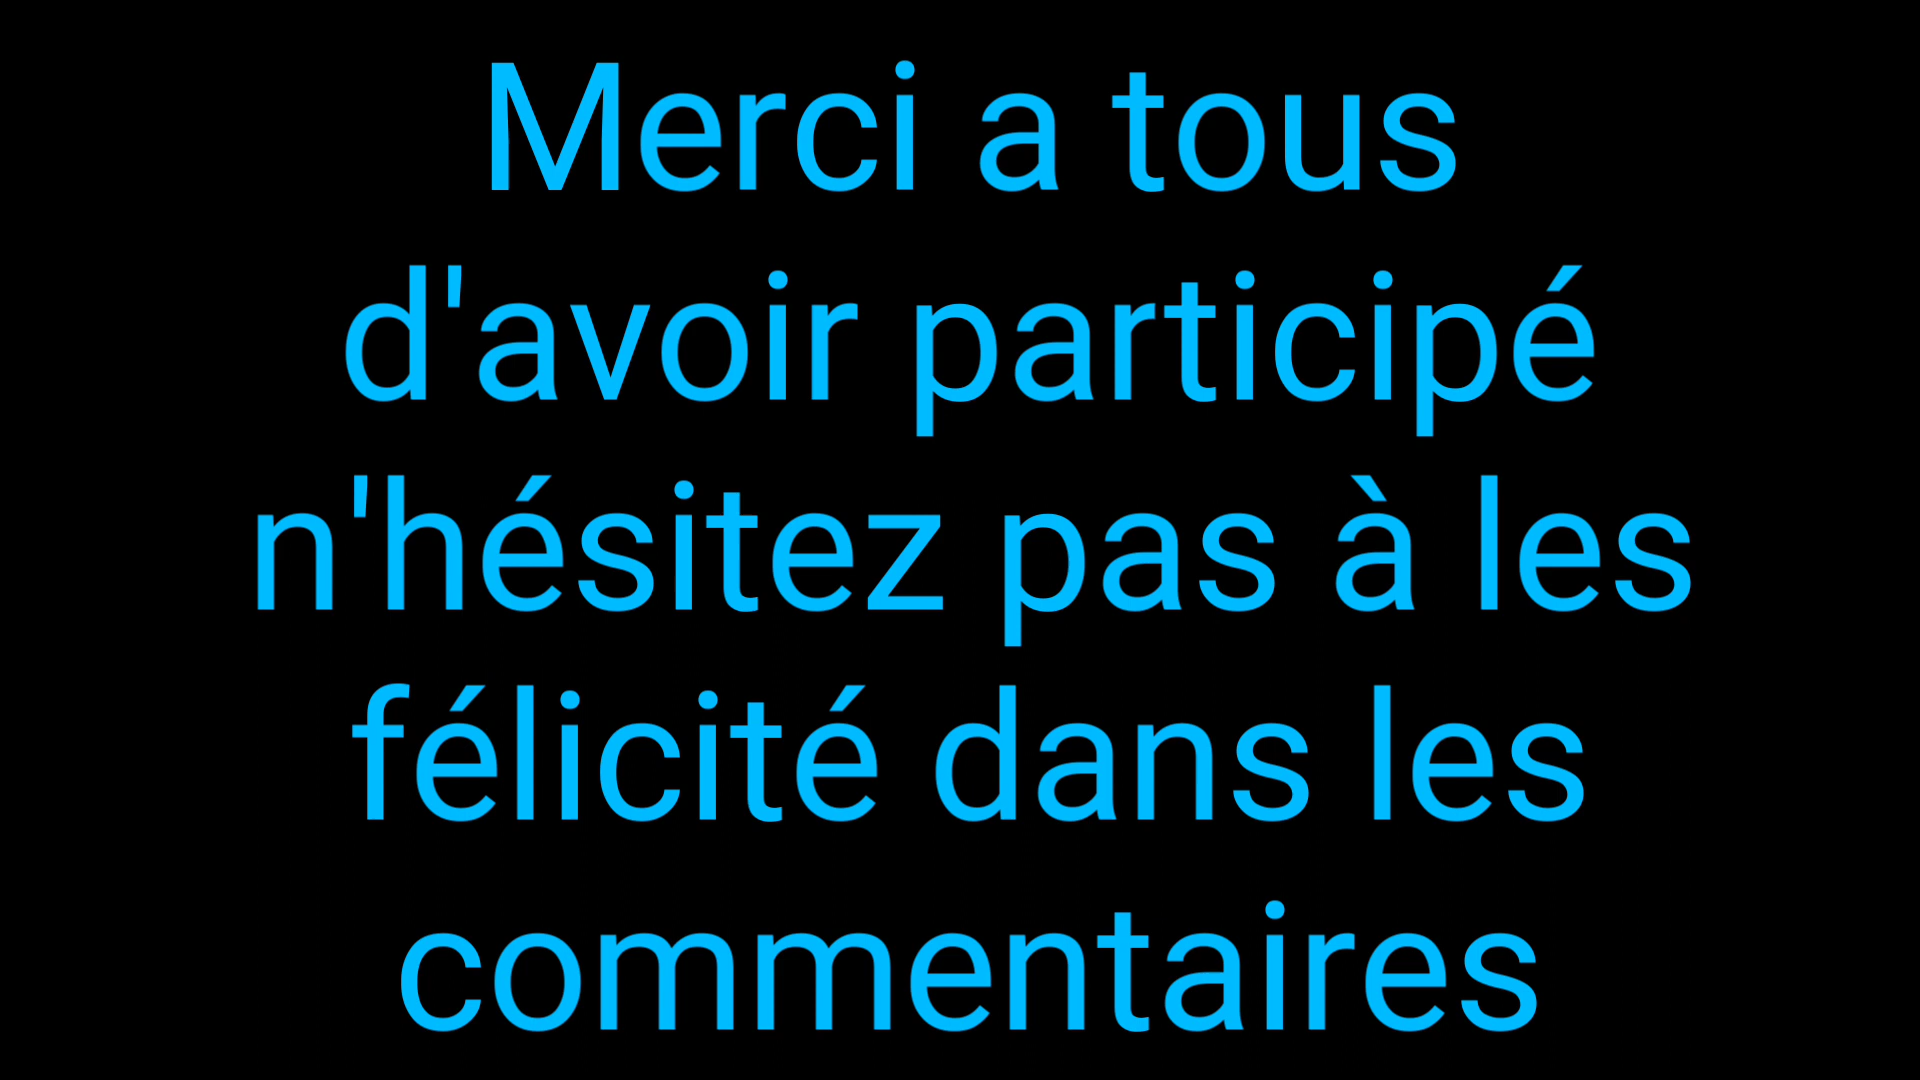 Merci a tous
d'avoir participé
n'hésitez pas à les
félicité dans les
commentaires